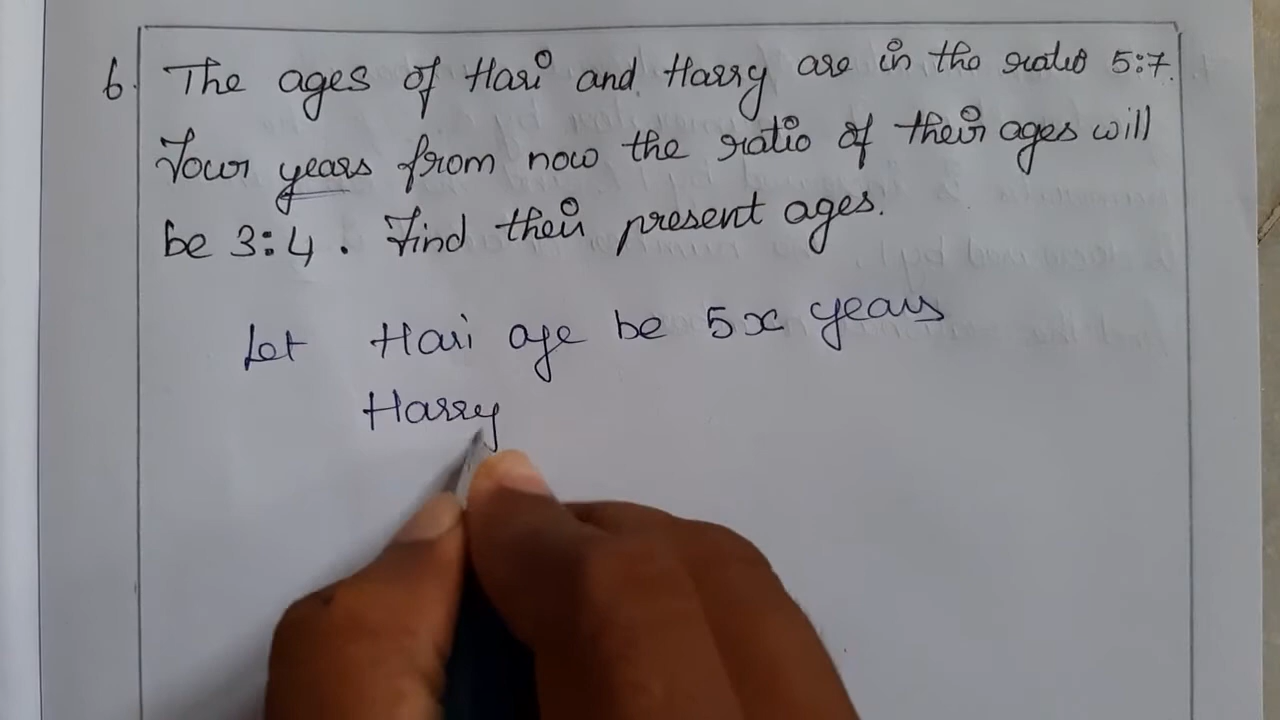 6. The ages of Hari and Harry are in the ratio 5:7.
Four years from now the ratio of their ages will
be 3:4. Find their present ages.
Let Hari age be 5x years
Harry